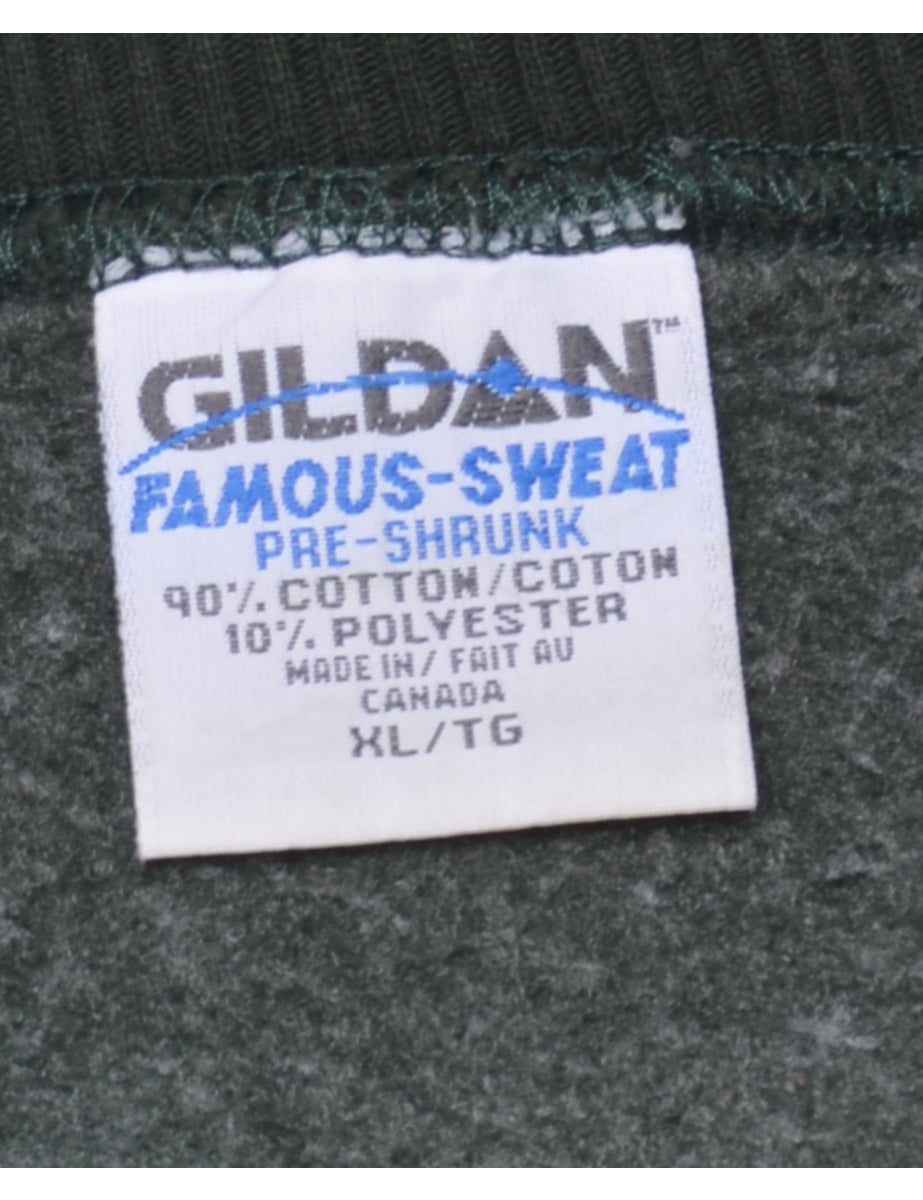 GILDAN™
FAMOUS-SWEAT
PRE-SHRUNK
90% COTTON/COTON
10% POLYESTER
MADE IN/FAIT AU
CANADA
XL/TG